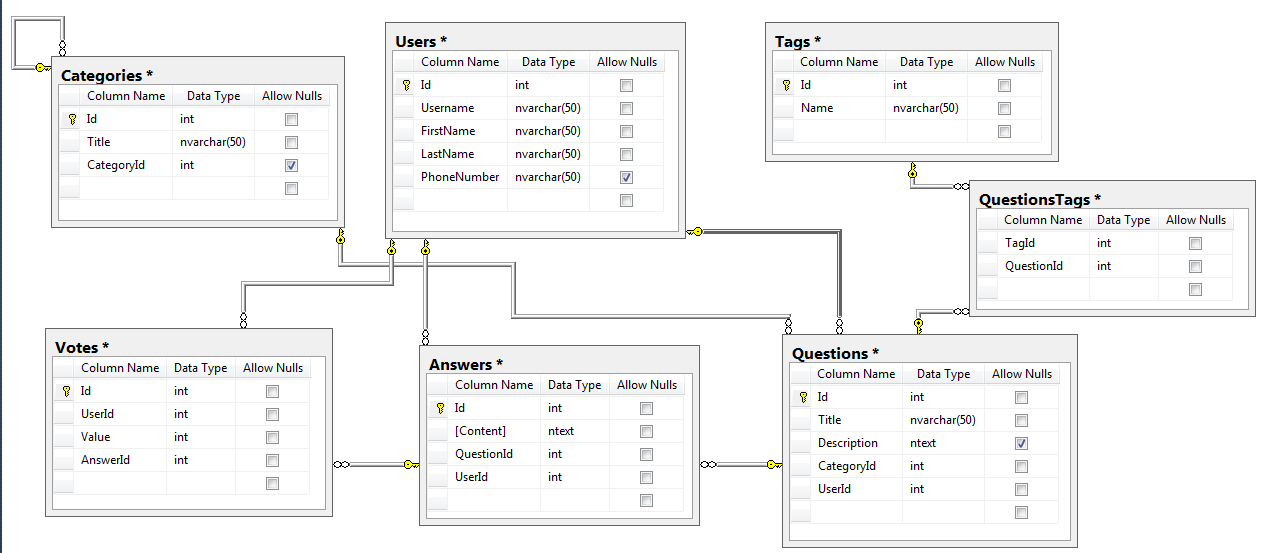 Categories *
Column Name Data Type Allow Nulls
Id int
Title nvarchar(50)
CategoryId int
Users *
Column Name Data Type Allow Nulls
Id int
Username nvarchar(50)
FirstName nvarchar(50)
LastName nvarchar(50)
PhoneNumber nvarchar(50)
Tags *
Column Name Data Type Allow Nulls
Id int
Name nvarchar(50)
QuestionsTags *
Column Name Data Type Allow Nulls
TagId int
QuestionId int
Votes *
Column Name Data Type Allow Nulls
Id int
UserId int
Value int
AnswerId int
Answers *
Column Name Data Type Allow Nulls
Id int
[Content] ntext
QuestionId int
UserId int
Questions *
Column Name Data Type Allow Nulls
Id int
Title nvarchar(50)
Description ntext
CategoryId int
UserId int